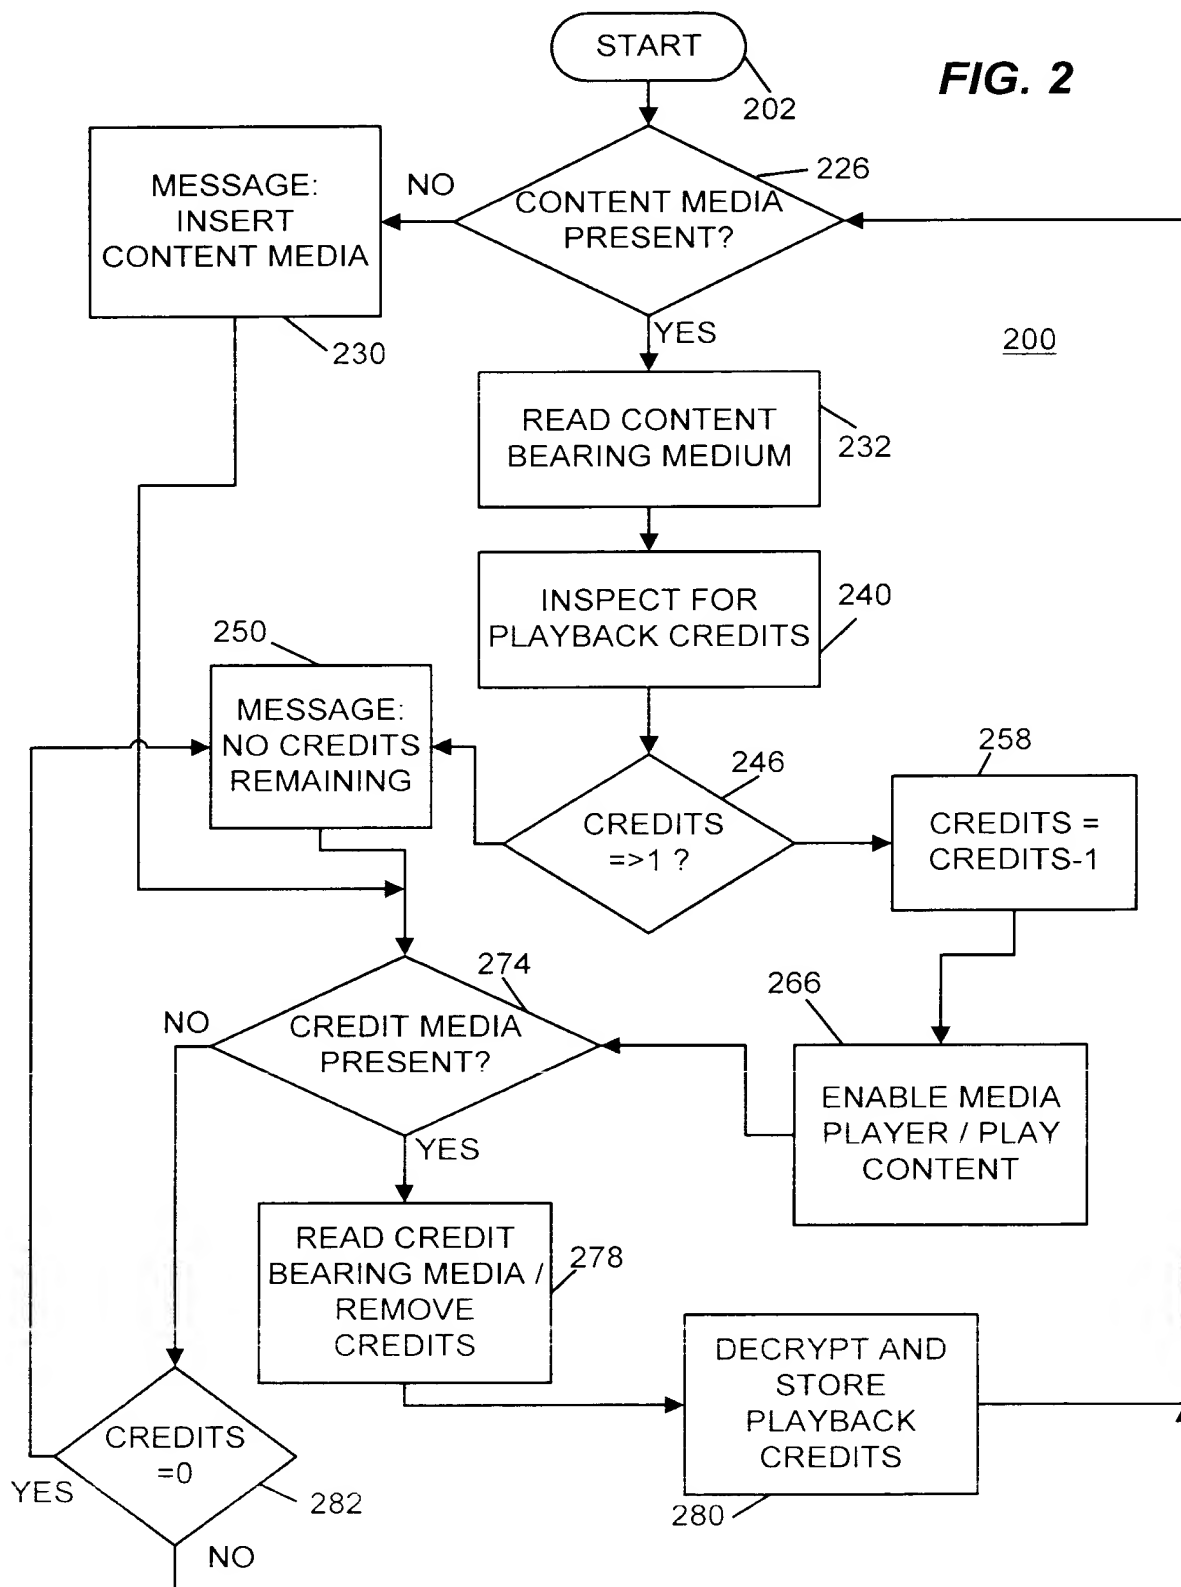 START
FIG. 2
202
MESSAGE:
INSERT
CONTENT MEDIA
NO
226
CONTENT MEDIA
PRESENT?
YES
230
200
READ CONTENT
BEARING MEDIUM
232
INSPECT FOR
PLAYBACK CREDITS
240
250
MESSAGE:
NO CREDITS
REMAINING
246
CREDITS
=>1 ?
258
CREDITS =
CREDITS-1
274
NO
CREDIT MEDIA
PRESENT?
YES
266
ENABLE MEDIA
PLAYER / PLAY
CONTENT
READ CREDIT
BEARING MEDIA /
REMOVE
CREDITS
278
DECRYPT AND
STORE
PLAYBACK
CREDITS
280
CREDITS
=0
YES
282
NO